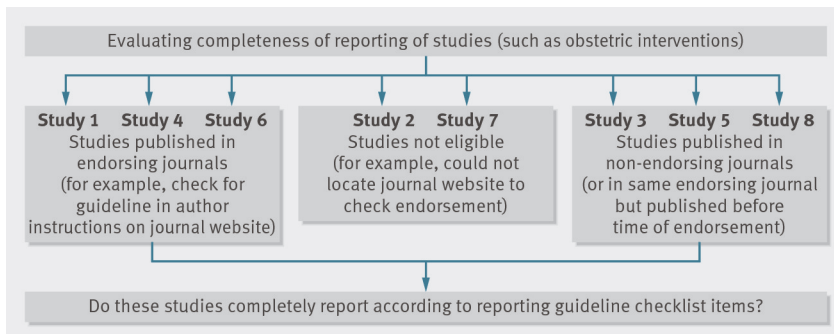 Evaluating completeness of reporting of studies (such as obstetric interventions)
Study 1 Study 4 Study 6
Studies published in
endorsing journals
(for example, check for
guideline in author
instructions on journal website)
Study 2 Study 7
Studies not eligible
(for example, could not
locate journal website to
check endorsement)
Study 3 Study 5 Study 8
Studies published in
non-endorsing journals
(or in same endorsing journal
but published before
time of endorsement)
Do these studies completely report according to reporting guideline checklist items?